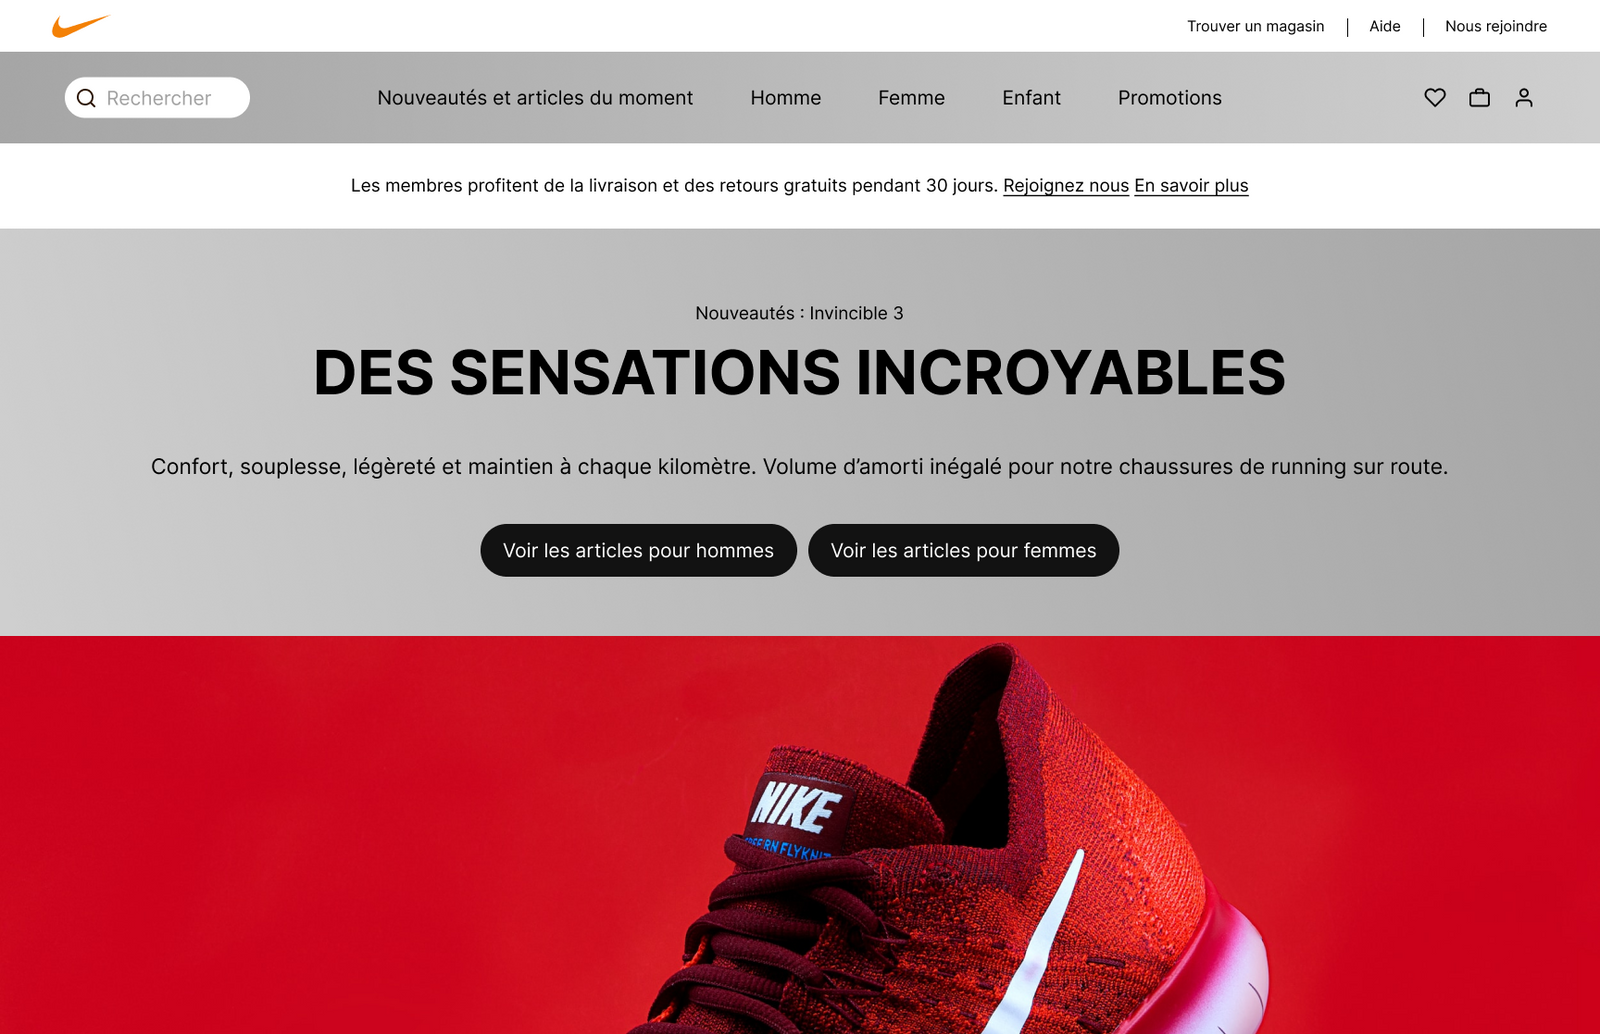 Trouver un magasin | Aide | Nous rejoindre
Rechercher
Nouveautés et articles du moment Homme Femme Enfant Promotions
Les membres profitent de la livraison et des retours gratuits pendant 30 jours. Rejoignez nous En savoir plus
Nouveautés : Invincible 3
DES SENSATIONS INCROYABLES
Confort, souplesse, légèreté et maintien à chaque kilomètre. Volume d’amorti inégalé pour notre chaussures de running sur route.
Voir les articles pour hommes Voir les articles pour femmes
NIKE
RN FLYKNIT